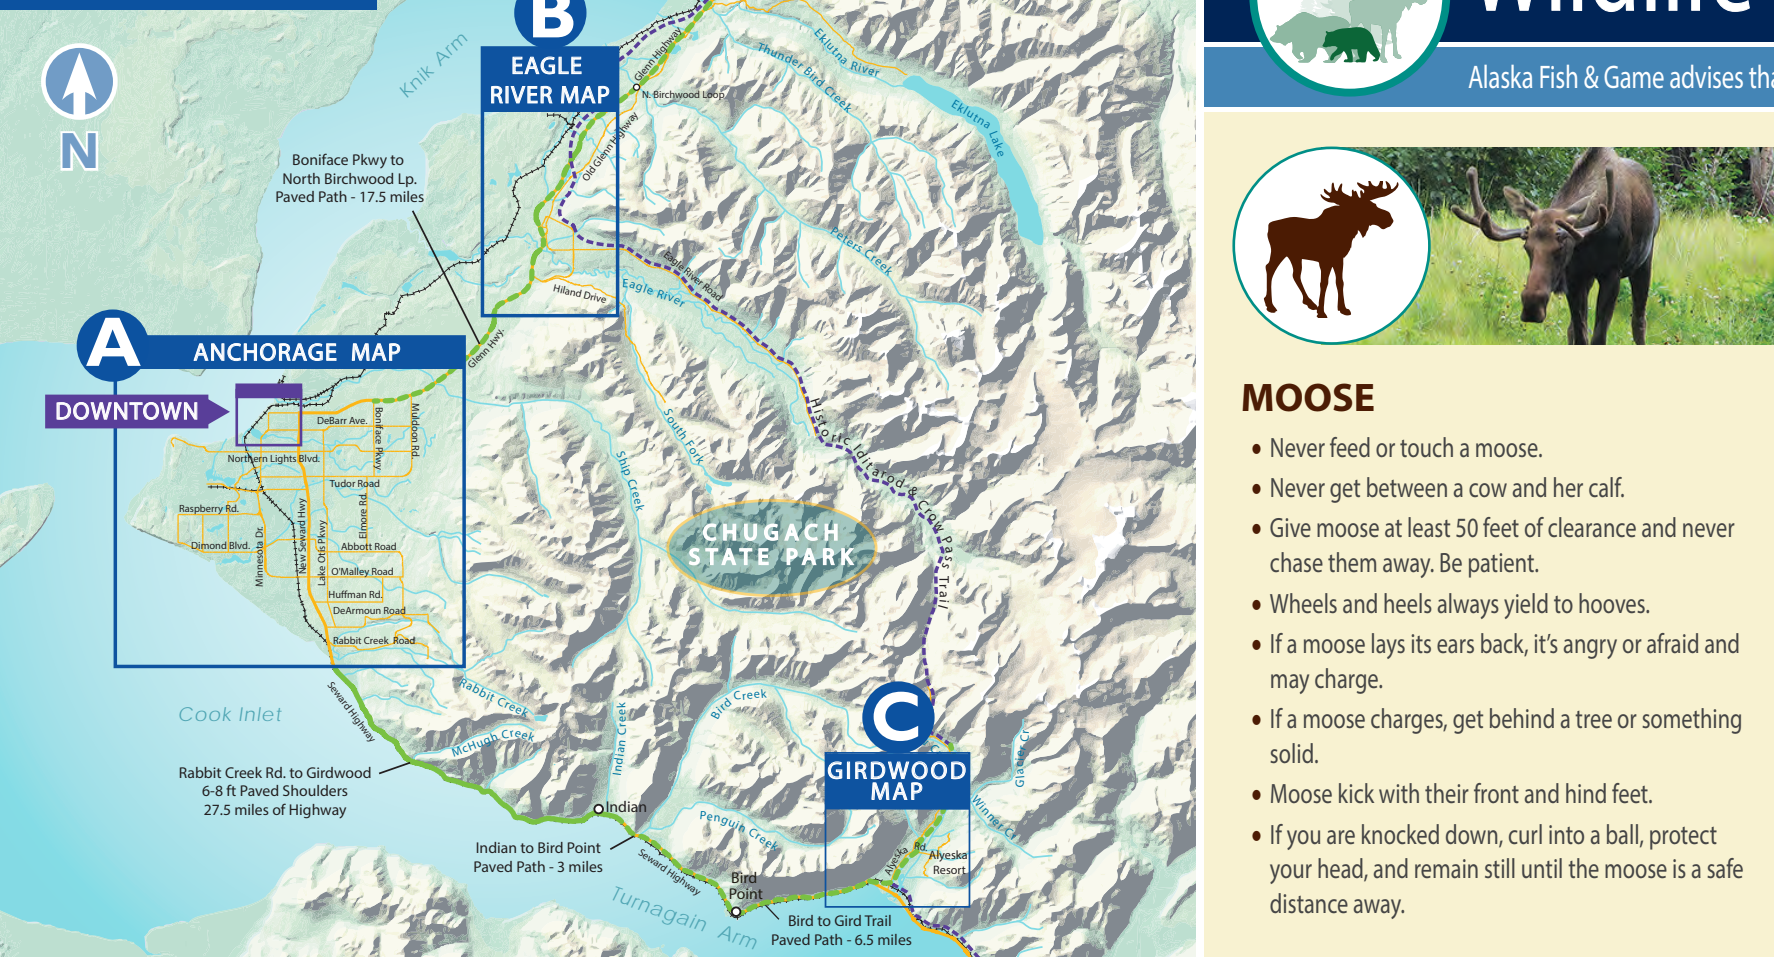 B
EAGLE
RIVER MAP
Knik Arm
N
Glenn Highway
N. Birchwood Loop
Old Glenn Highway
Thunder Bird Creek
Eklutna River
Eklutna Lake
Boniface Pkwy to
North Birchwood Lp.
Paved Path - 17.5 miles
Peters Creek
Eagle River Road
Eagle River
Hiland Drive
Glenn Hwy.
A
ANCHORAGE MAP
DOWNTOWN
DeBarr Ave.
Boniface Pkwy.
Muldoon Rd.
Northern Lights Blvd.
Tudor Road
Raspberry Rd.
Dimond Blvd.
Minnesota Dr.
New Seward Hwy
Lake Otis Pkwy
Elmore Rd.
Abbott Road
O'Malley Road
Huffman Rd.
DeArmoun Road
Rabbit Creek Road
South Fork
Ship Creek
Historic Iditarod & Crow Pass Trail
CHUGACH
STATE PARK
Cook Inlet
Seward Highway
Rabbit Creek
McHugh Creek
Indian Creek
Bird Creek
Rabbit Creek Rd. to Girdwood
6-8 ft Paved Shoulders
27.5 miles of Highway
Indian
Indian to Bird Point
Paved Path - 3 miles
Seward Highway
Penguin Creek
Bird
Point
Turnagain Arm
Bird to Gird Trail
Paved Path - 6.5 miles
C
GIRDWOOD
MAP
Glacier Cr.
Winner Cr.
Alyeska Rd.
Alyeska
Resort
Wildlife
Alaska Fish & Game advises tha
MOOSE
• Never feed or touch a moose.
• Never get between a cow and her calf.
• Give moose at least 50 feet of clearance and never
chase them away. Be patient.
• Wheels and heels always yield to hooves.
• If a moose lays its ears back, it's angry or afraid and
may charge.
• If a moose charges, get behind a tree or something
solid.
• Moose kick with their front and hind feet.
• If you are knocked down, curl into a ball, protect
your head, and remain still until the moose is a safe
distance away.